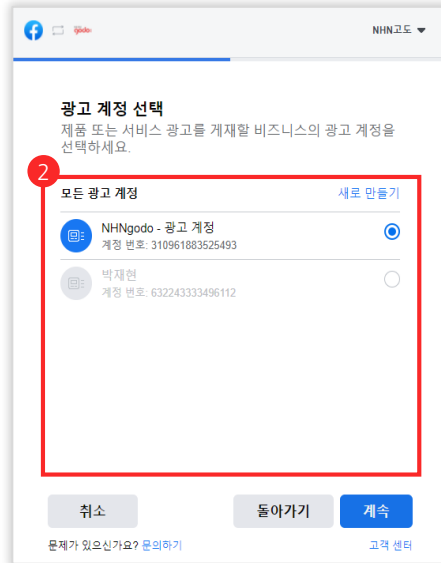 godo:
NHN고도
광고 계정 선택
제품 또는 서비스 광고를 게재할 비즈니스의 광고 계정을
선택하세요.
2
모든 광고 계정 새로 만들기
NHNgodo - 광고 계정
계정 번호: 310961883525493
박재현
계정 번호: 632243333496112
취소 돌아가기 계속
문제가 있으신가요? 문의하기 고객 센터